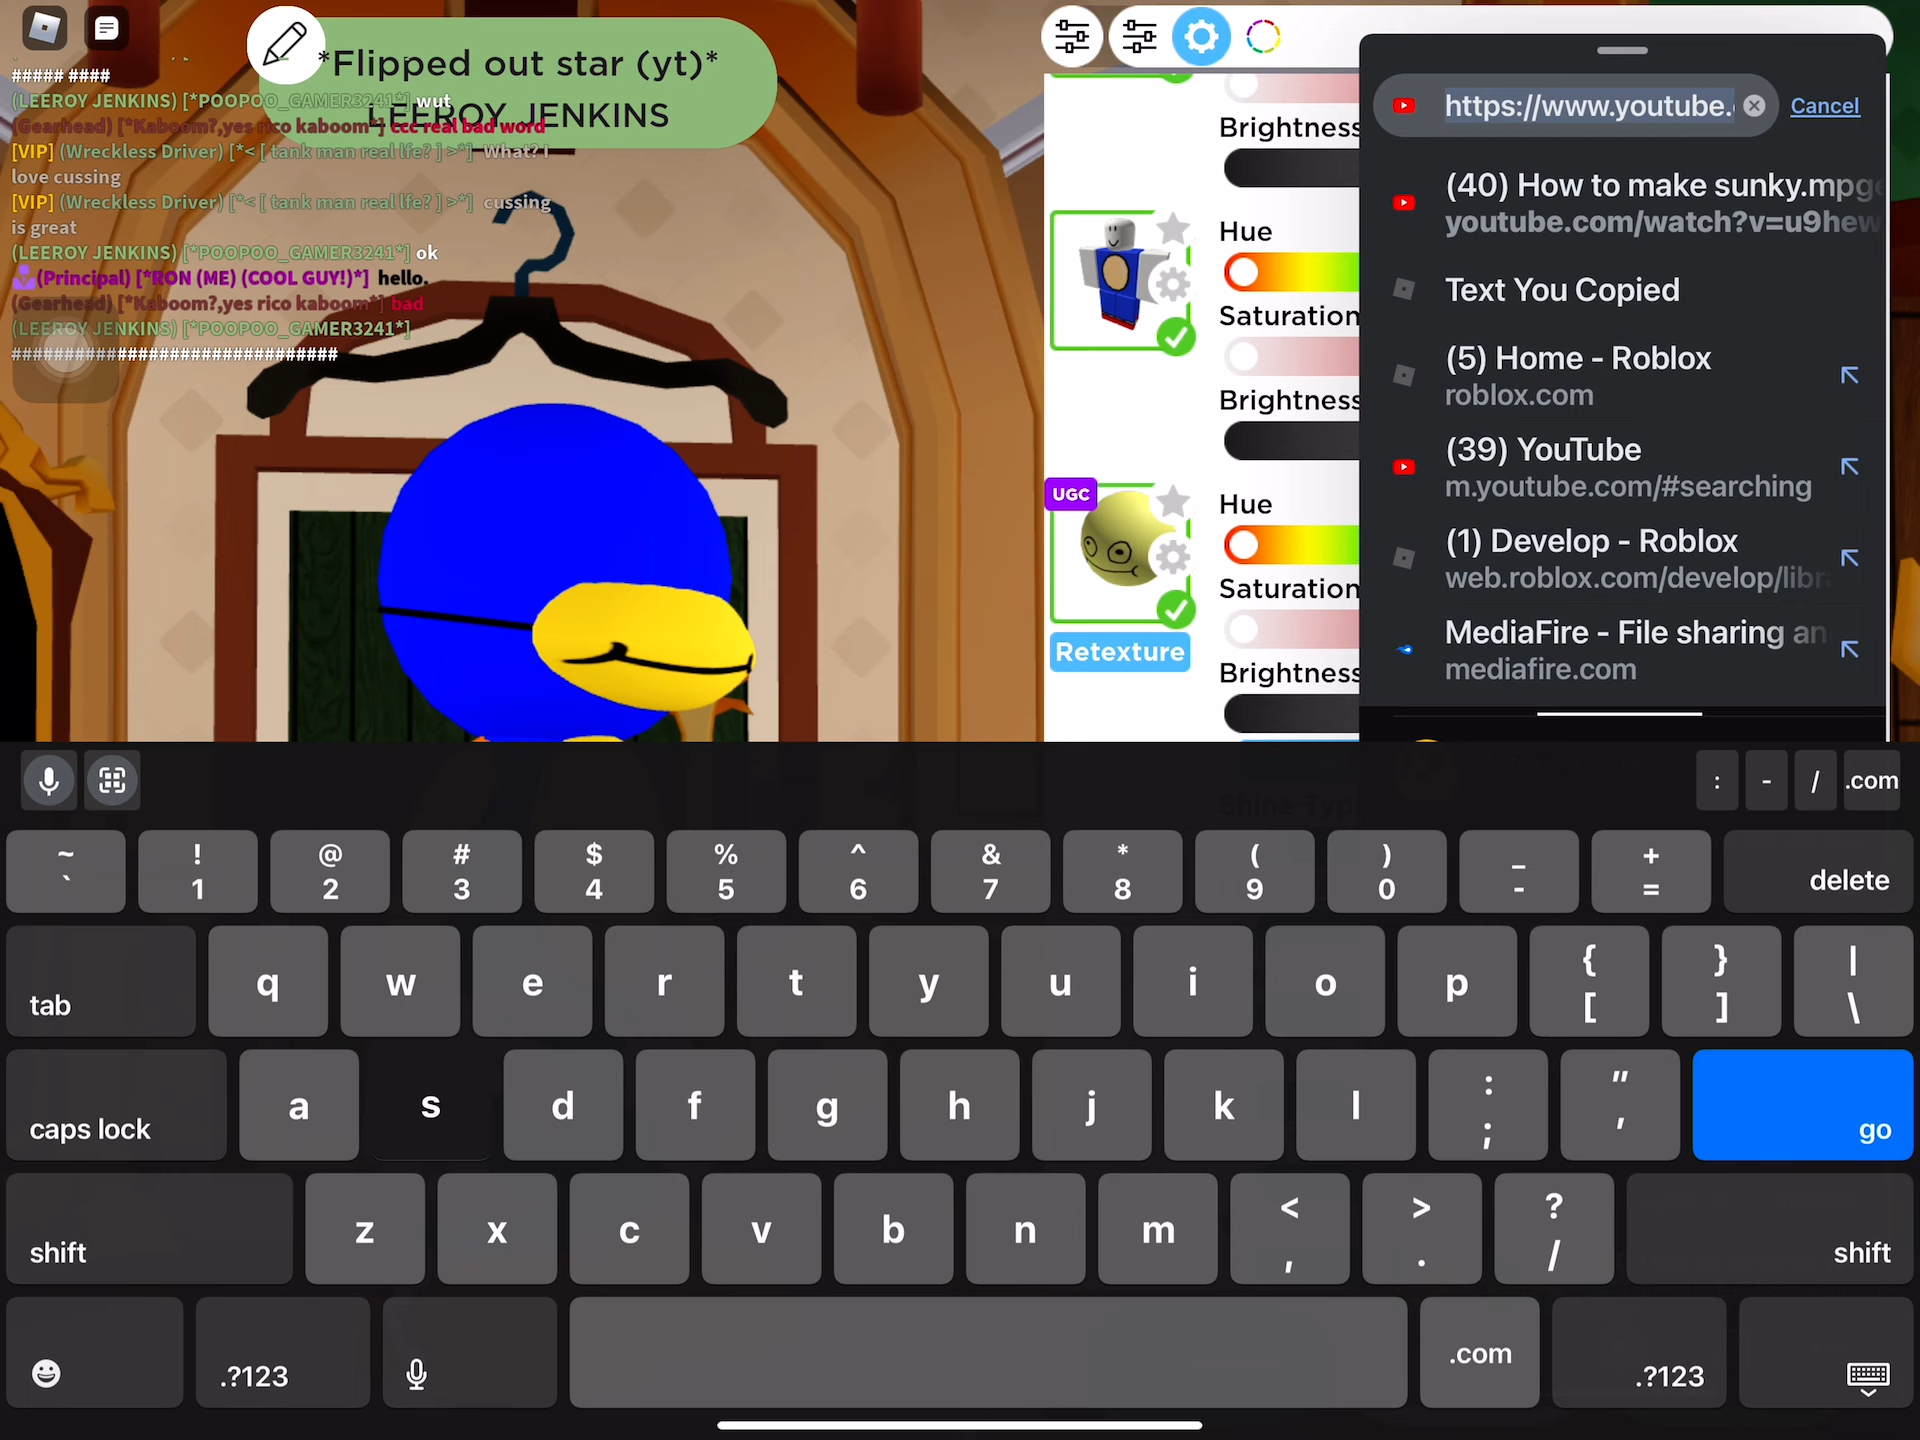 *Flipped out star (yt)*
LEEROY JENKINS
##### ####
(LEEROY JENKINS) [*POOPOO_GAMER3241*] wut
(Gearhead) [*Kaboom?,yes rico kaboom*] ccc real bad word
[VIP] (Wreckless Driver) [*< [ tank man real lfe? ] >*] What? I
love cussing
[VIP] (Wreckless Driver) [*< [ tank man real lfe? ] >*] cussing
is great
(LEEROY JENKINS) [*POOPOO_GAMER3241*] ok
(Principal) [*RON (ME) (COOL GUY!)*] hello.
(Gearhead) [*Kaboom?,yes rico kaboom*] bad
(LEEROY JENKINS) [*POOPOO_GAMER3241*]
###############################
Brightness
Hue
Saturation
Brightness
UGC
Hue
Saturation
Retexture
Brightness
Shine Type
https://www.youtube.
Cancel
(40) How to make sunky.mpg
youtube.com/watch?v=u9hew
Text You Copied
(5) Home - Roblox
roblox.com
(39) YouTube
m.youtube.com/#searching
(1) Develop - Roblox
web.roblox.com/develop/libr
MediaFire - File sharing an
mediafire.com
: - / .com
~ ! @ # $ % ^ & * ( ) _ +
` 1 2 3 4 5 6 7 8 9 0 - = delete
tab q w e r t y u i o p { [ } ] | \
caps lock a s d f g h j k l : ; " ' go
shift z x c v b n m < , > . ? / shift
.?123 .com .?123